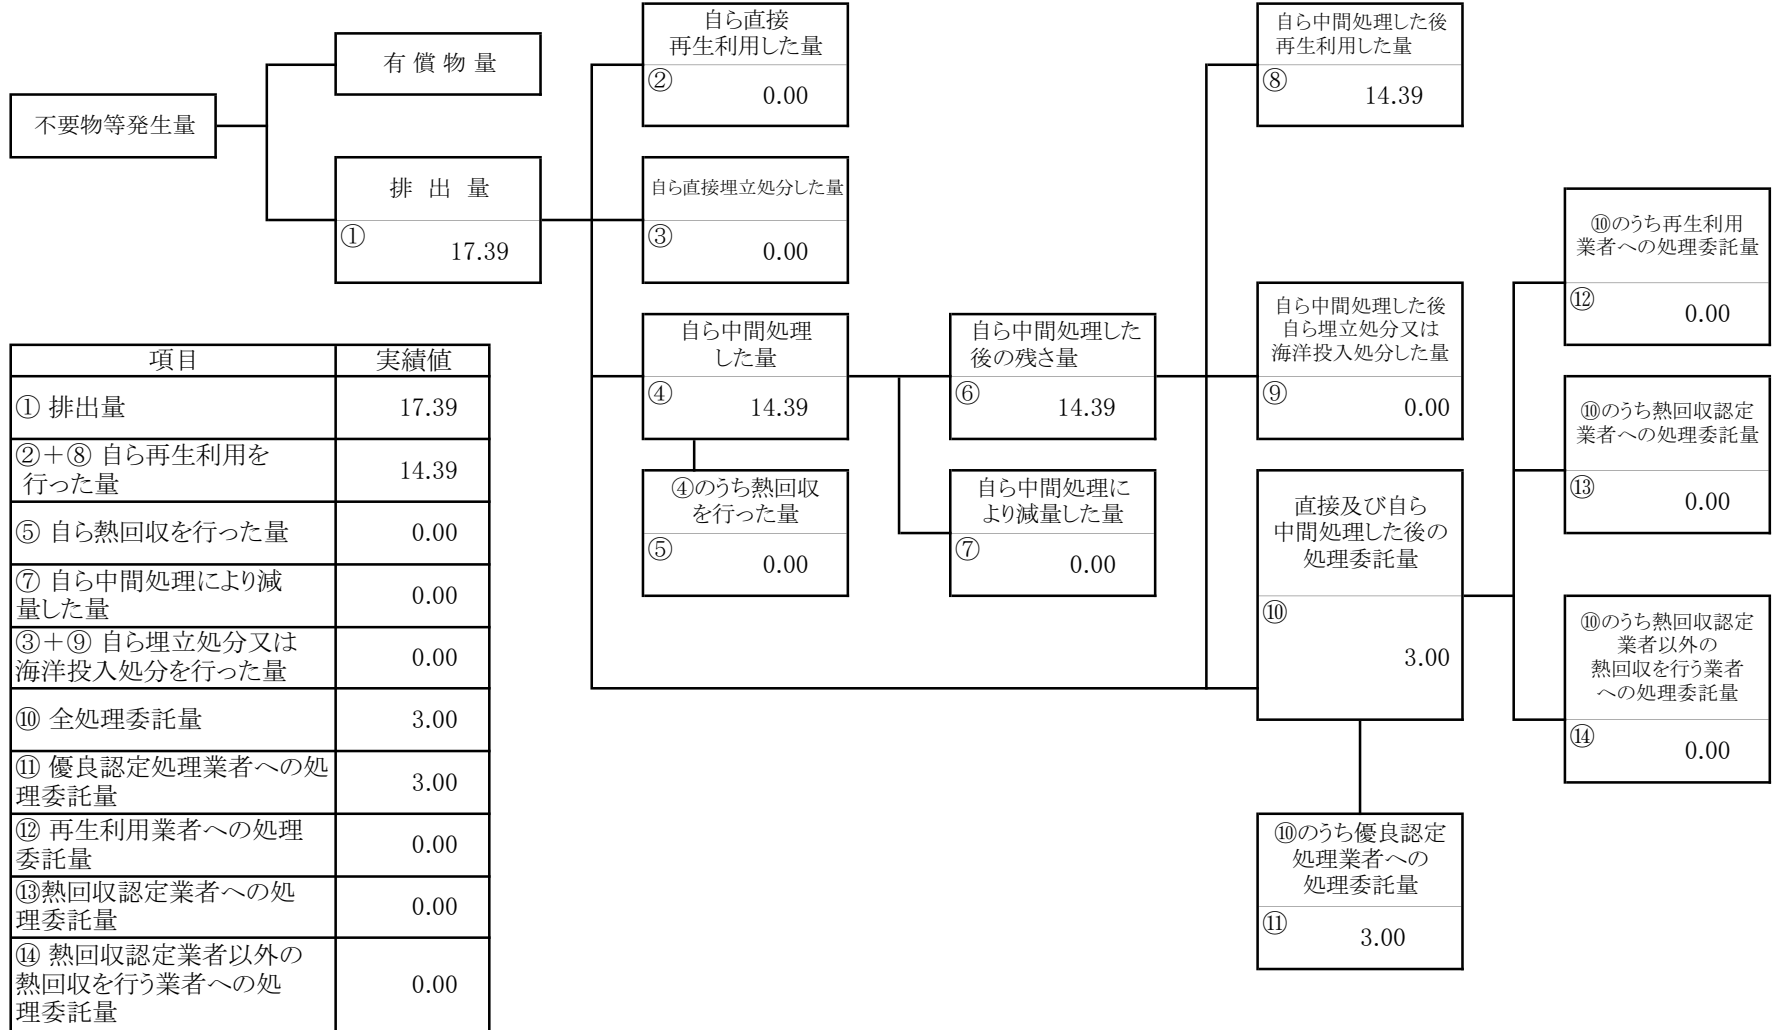 不要物等発生量
有 償 物 量
排 出 量
①
17.39
自ら直接
再生利用した量
②
0.00
自ら直接埋立処分した量
③
0.00
自ら中間処理
した量
④
14.39
④のうち熱回収
を行った量
⑤
0.00
自ら中間処理した
後の残さ量
⑥
14.39
自ら中間処理に
より減量した量
⑦
0.00
自ら中間処理した後
再生利用した量
⑧
14.39
自ら中間処理した後
自ら埋立処分又は
海洋投入処分した量
⑨
0.00
直接及び自ら
中間処理した後の
処理委託量
⑩
3.00
⑩のうち優良認定
処理業者への
処理委託量
⑪
3.00
⑩のうち再生利用
業者への処理委託量
⑫
0.00
⑩のうち熱回収認定
業者への処理委託量
⑬
0.00
⑩のうち熱回収認定
業者以外の
熱回収を行う業者
への処理委託量
⑭
0.00
項目 実績値
① 排出量 17.39
②+⑧ 自ら再生利用を
行った量 14.39
⑤ 自ら熱回収を行った量 0.00
⑦ 自ら中間処理により減
量した量 0.00
③+⑨ 自ら埋立処分又は
海洋投入処分を行った量 0.00
⑩ 全処理委託量 3.00
⑪ 優良認定処理業者への処
理委託量 3.00
⑫ 再生利用業者への処理
委託量 0.00
⑬熱回収認定業者への処
理委託量 0.00
⑭ 熱回収認定業者以外の
熱回収を行う業者への処
理委託量 0.00